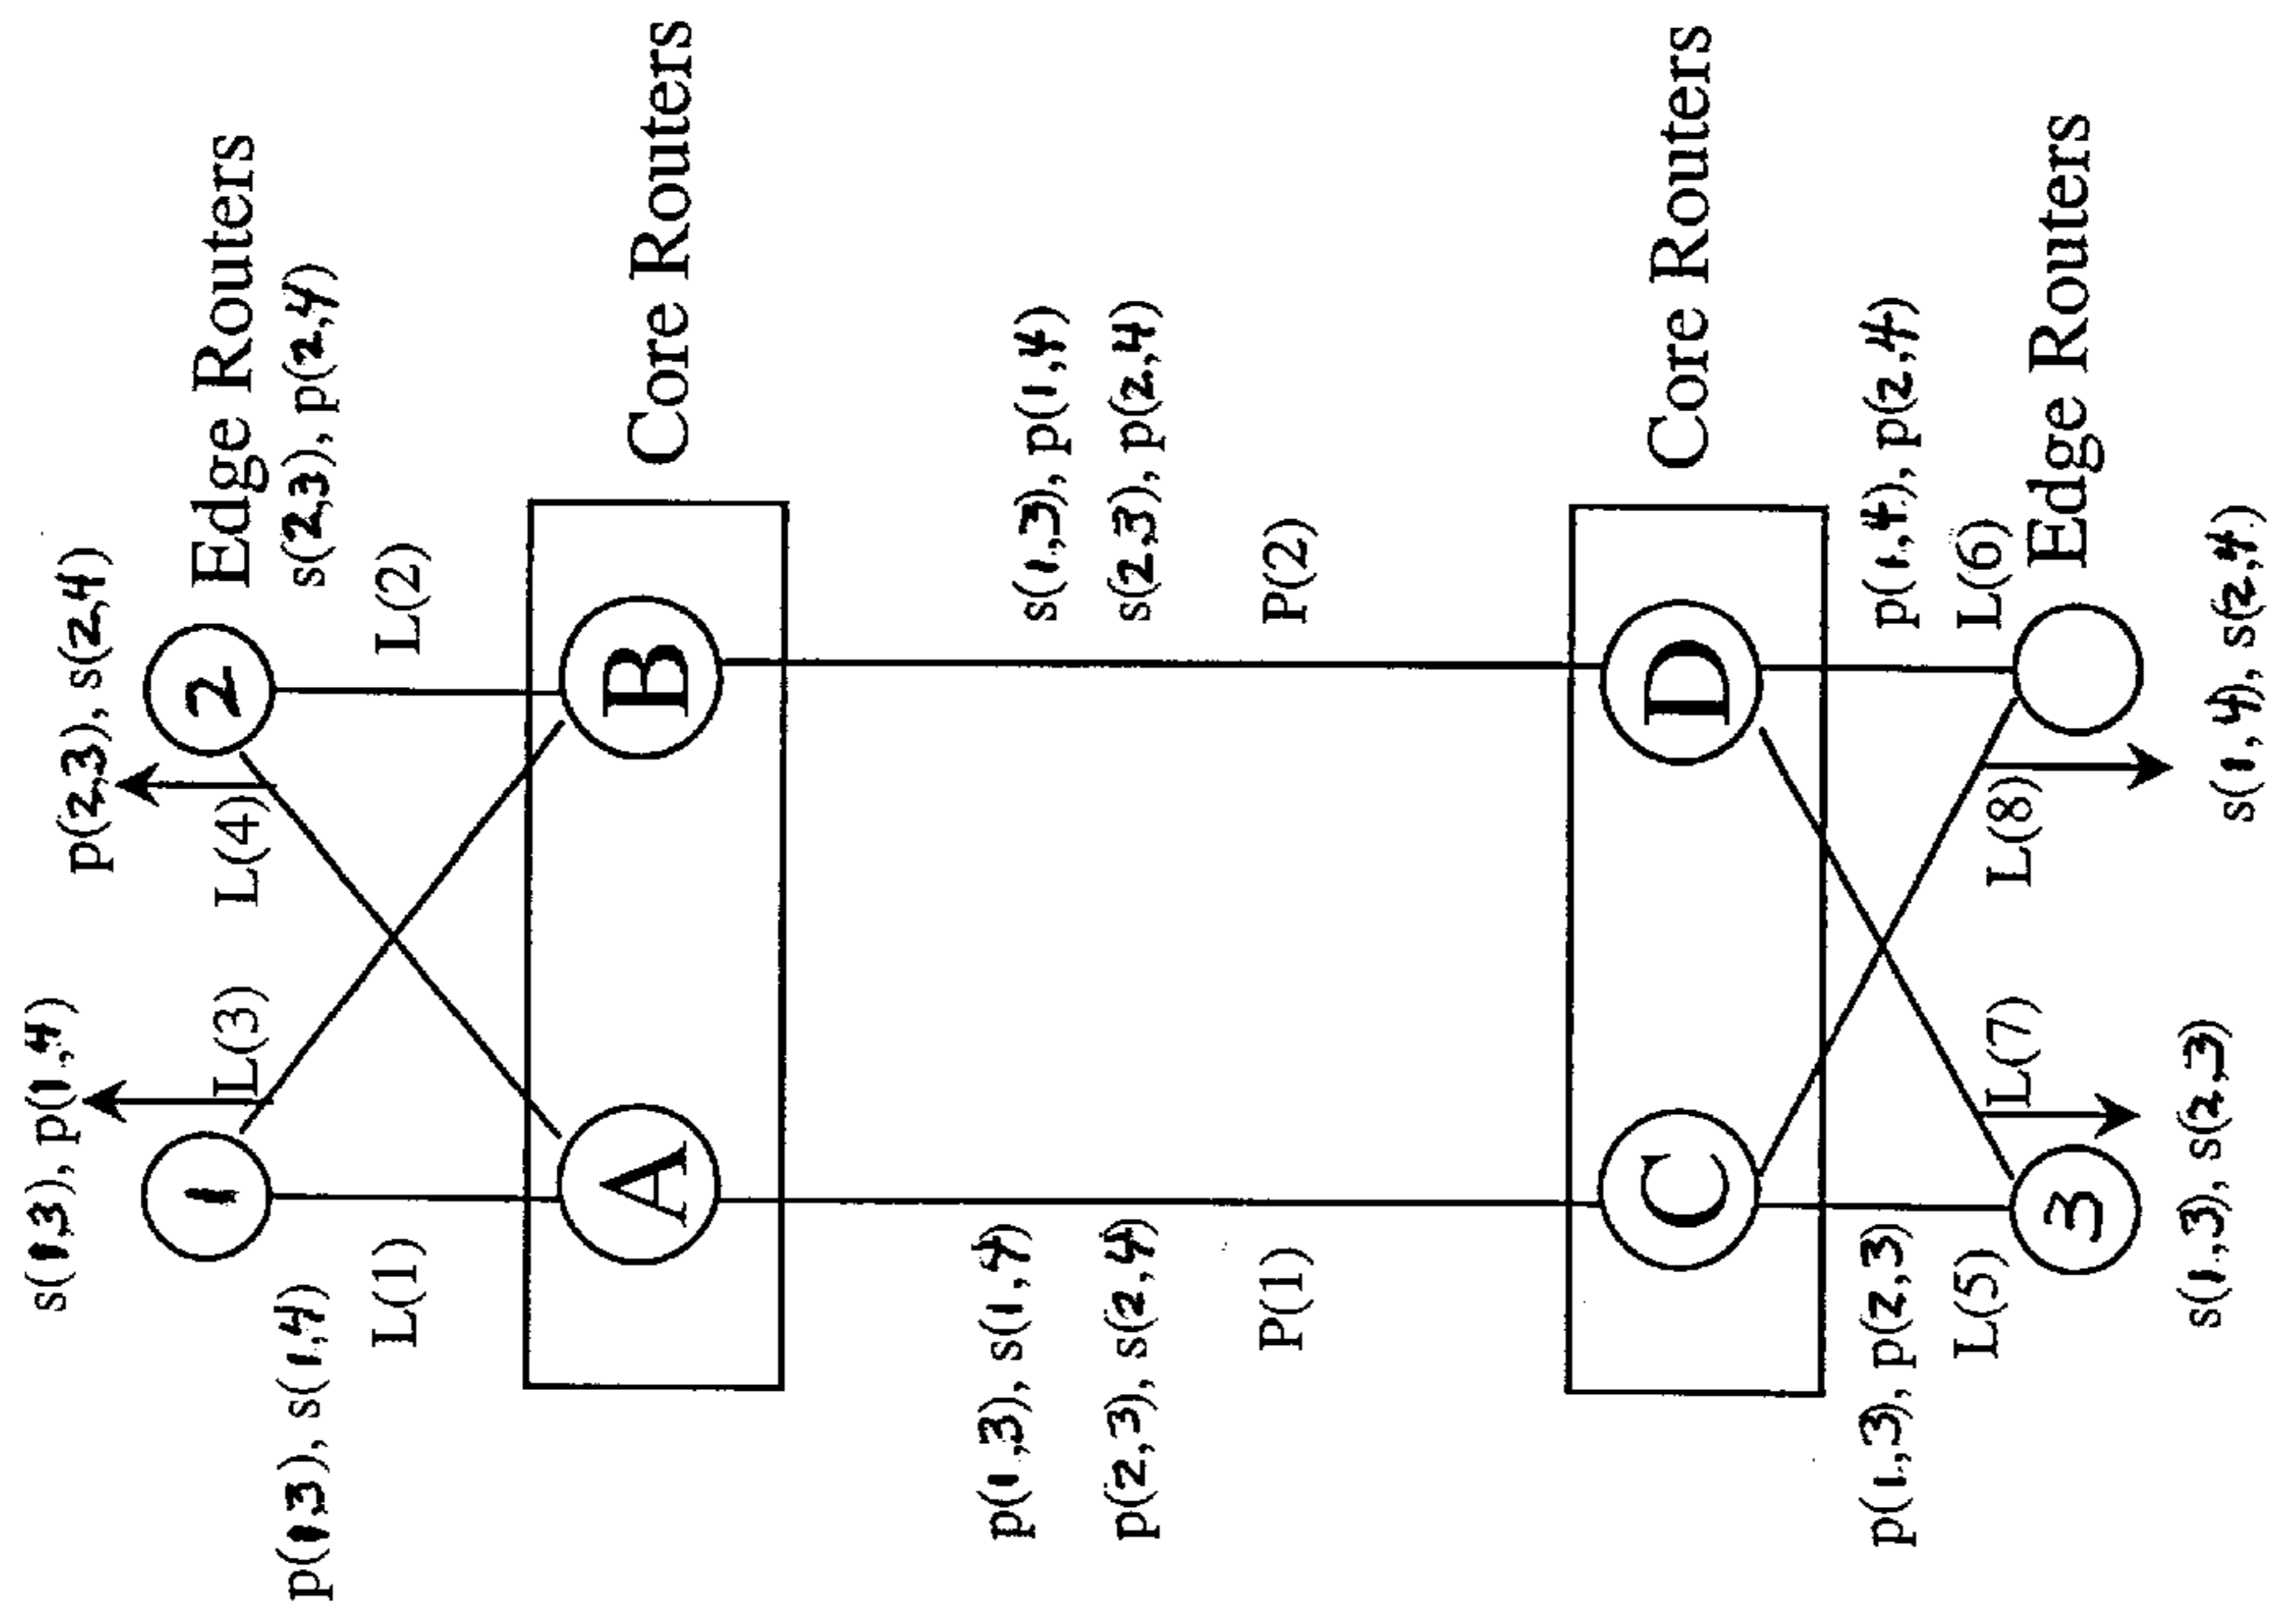 s(1,3), p(1,4)
p(2,3), s(2,4)
1
2
Edge Routers
L(3)
L(4)
p(1,3), s(1,4)
s(2,3), p(2,4)
L(1)
L(2)
A
B
Core Routers
p(1,3), s(1,4)
s(1,3), p(1,4)
p(2,3), s(2,4)
s(2,3), p(2,4)
P(1)
P(2)
C
D
Core Routers
p(1,3), p(2,3)
p(1,4), p(2,4)
L(5)
L(6)
L(7)
L(8)
3
Edge Routers
s(1,3), s(2,3)
s(1,4), s(2,4)